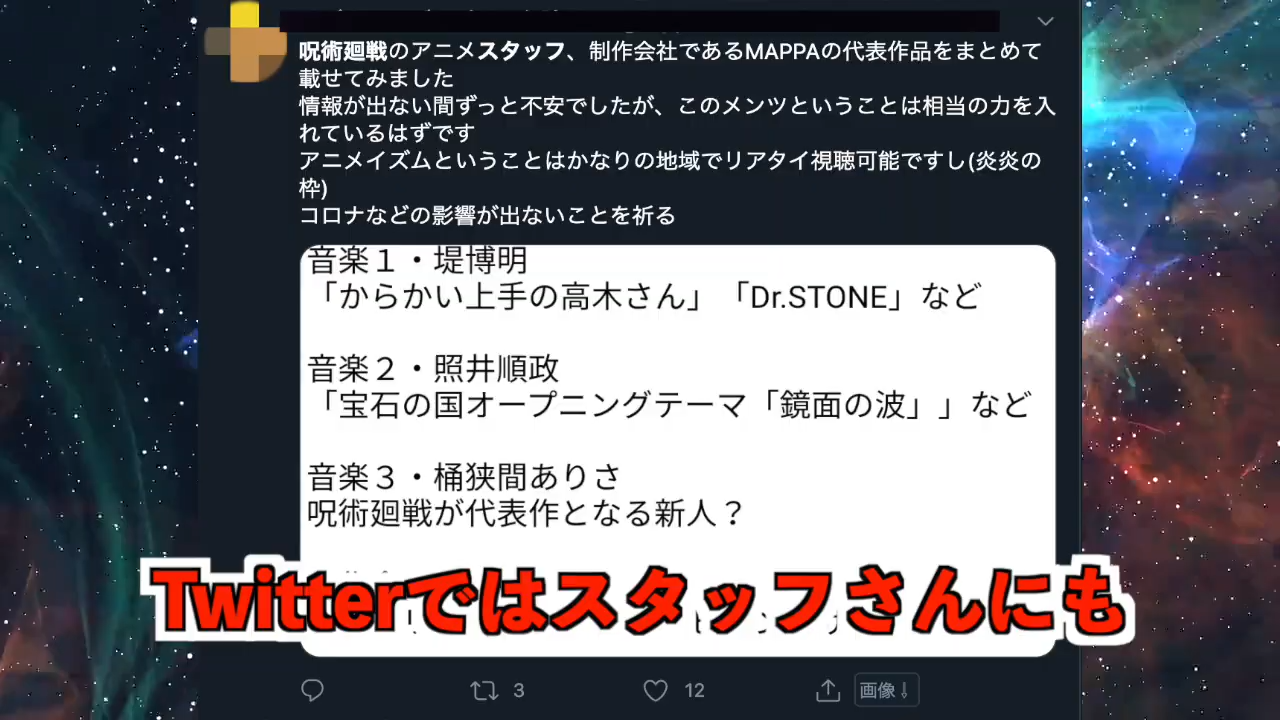 呪術廻戦のアニメスタッフ、制作会社であるMAPPAの代表作品をまとめて
載せてみました
情報が出ない間ずっと不安でしたが、このメンツということは相当の力を入
れているはずです
アニメイズムということはかなりの地域でリアタイ視聴可能ですし(炎炎の
枠)
コロナなどの影響が出ないことを祈る
音楽１・堤博明
「からかい上手の高木さん」「Dr.STONE」など
音楽２・照井順政
「宝石の国オープニングテーマ「鏡面の波」」など
音楽３・桶狭間ありさ
呪術廻戦が代表作となる新人？
Twitterではスタッフさんにも
3
12
画像⇩